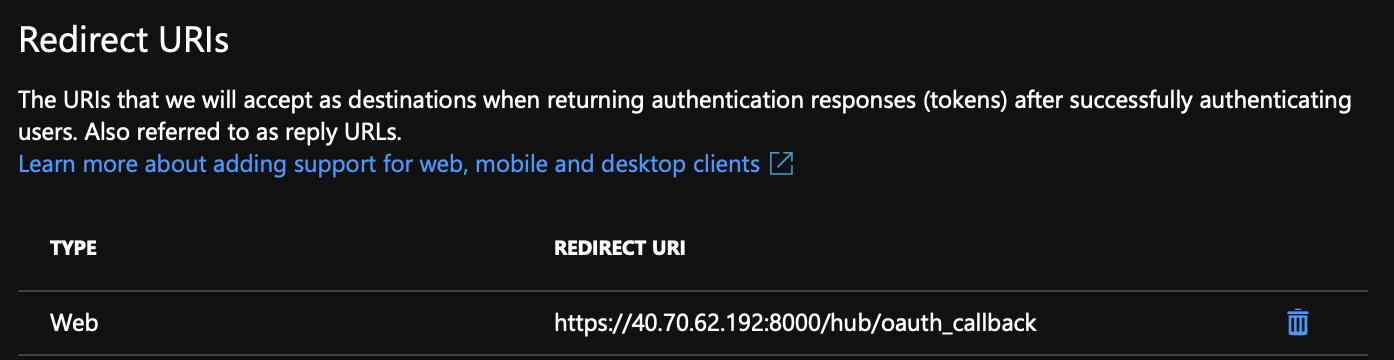 Redirect URIs
The URIs that we will accept as destinations when returning authentication responses (tokens) after successfully authenticating
users. Also referred to as reply URLs.
Learn more about adding support for web, mobile and desktop clients
TYPE REDIRECT URI
Web https://40.70.62.192:8000/hub/oauth_callback